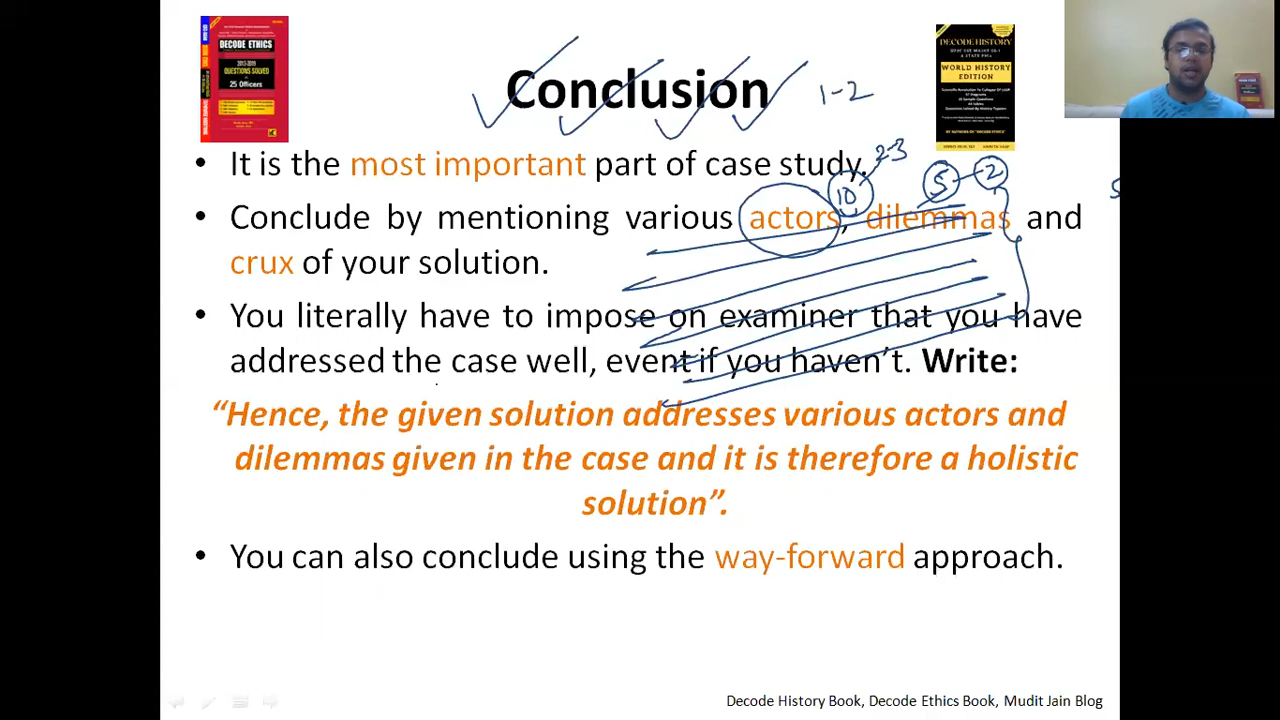 DECODE ETHICS
QUESTIONS SOLVED
25 Officers
DECODE HISTORY
WORLD HISTORY
EDITION
Conclusion
1-2
• It is the most important part of case study.
2-3
10
5 - 2
• Conclude by mentioning various actors, dilemmas and
crux of your solution.
• You literally have to impose on examiner that you have
addressed the case well, event if you haven't. Write:
“Hence, the given solution addresses various actors and
dilemmas given in the case and it is therefore a holistic
solution”.
• You can also conclude using the way-forward approach.
Decode History Book, Decode Ethics Book, Mudit Jain Blog